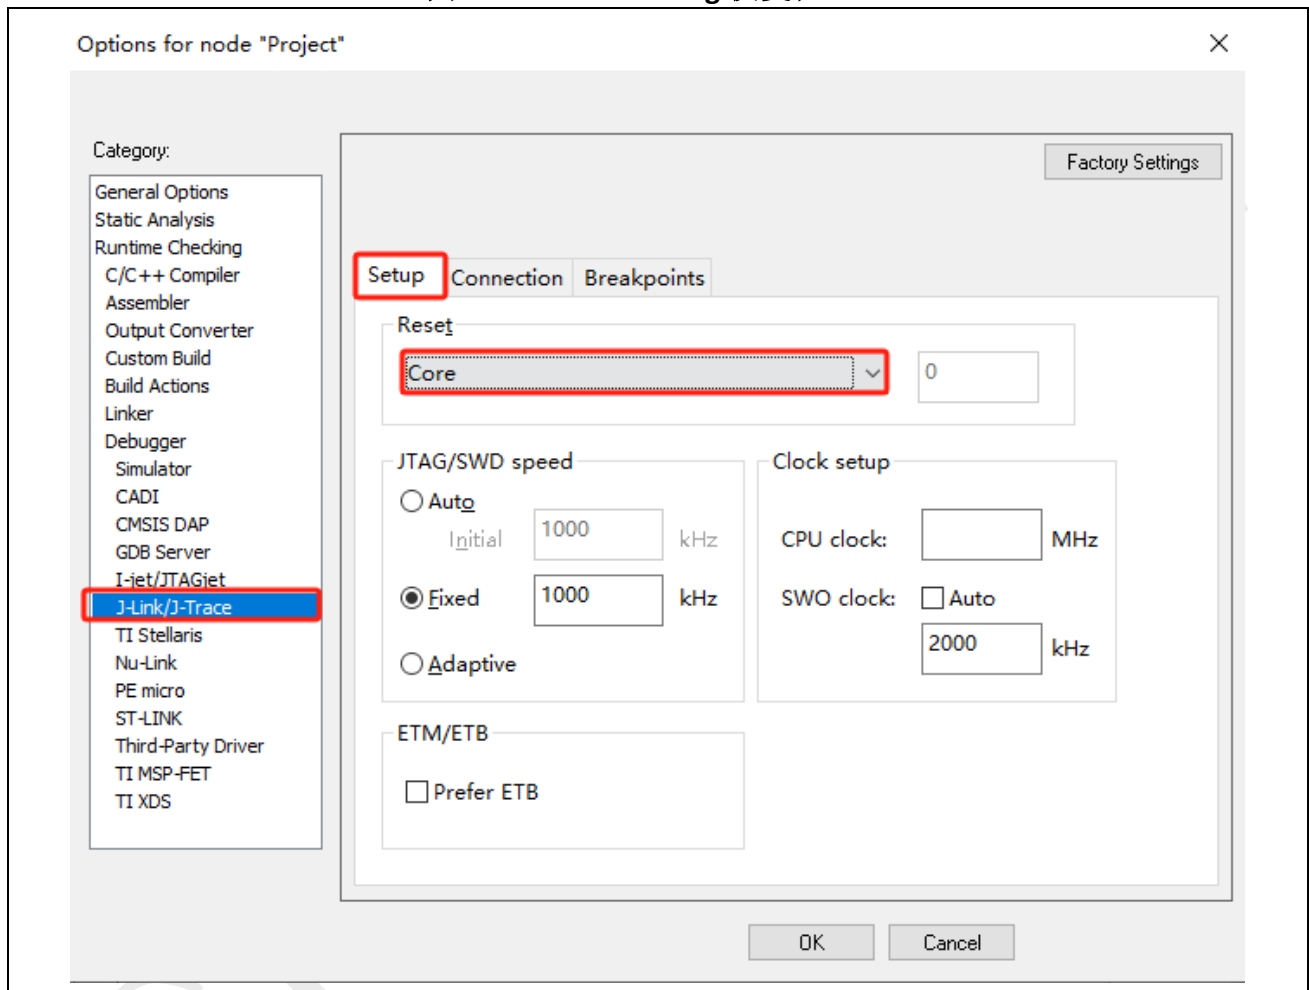 Options for node "Project"
Category:
Factory Settings
General Options
Static Analysis
Runtime Checking
C/C++ Compiler
Assembler
Output Converter
Custom Build
Build Actions
Linker
Debugger
Simulator
CADI
CMSIS DAP
GDB Server
I-jet/JTAGjet
J-Link/J-Trace
TI Stellaris
Nu-Link
PE micro
ST-LINK
Third-Party Driver
TI MSP-FET
TI XDS
Setup Connection Breakpoints
Reset
Core 0
JTAG/SWD speed
Auto
Initial 1000 kHz
Fixed 1000 kHz
Adaptive
Clock setup
CPU clock: MHz
SWO clock: Auto
2000 kHz
ETM/ETB
Prefer ETB
OK Cancel